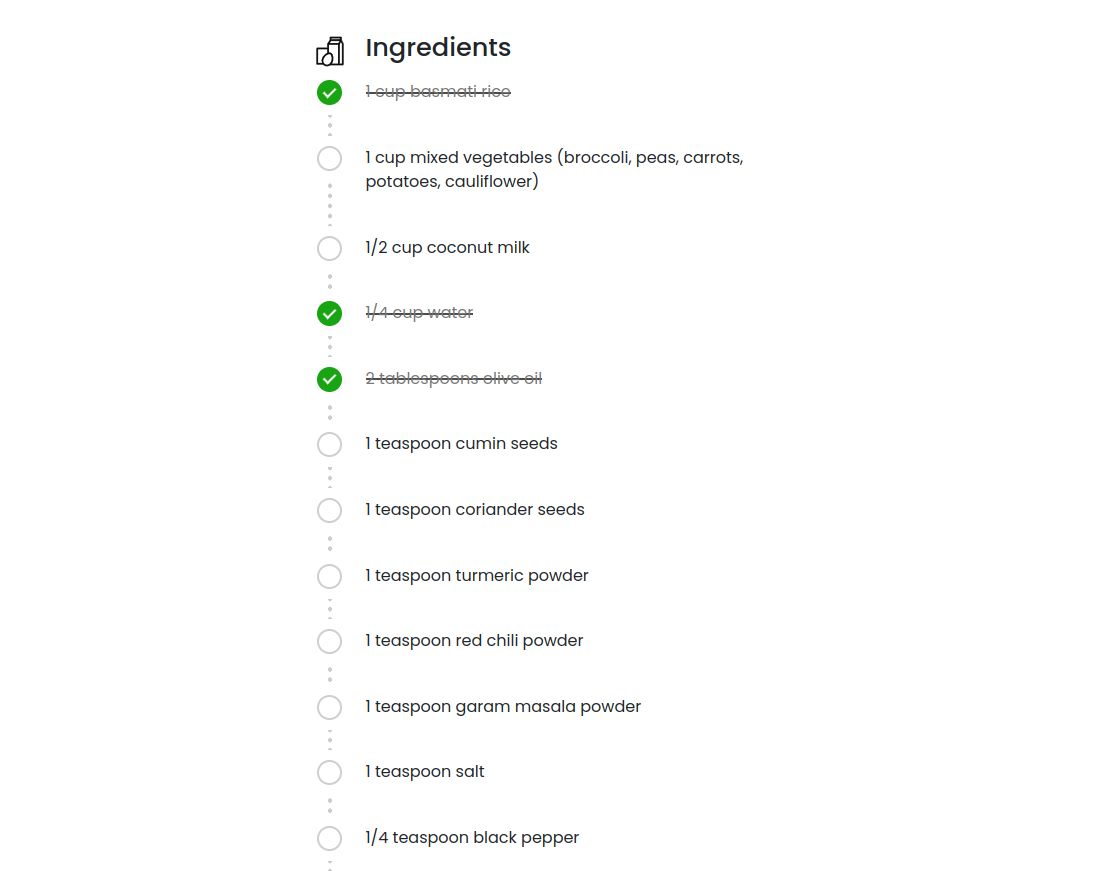 Ingredients
1 cup basmati rice
1 cup mixed vegetables (broccoli, peas, carrots,
potatoes, cauliflower)
1/2 cup coconut milk
1/4 cup water
2 tablespoons olive oil
1 teaspoon cumin seeds
1 teaspoon coriander seeds
1 teaspoon turmeric powder
1 teaspoon red chili powder
1 teaspoon garam masala powder
1 teaspoon salt
1/4 teaspoon black pepper